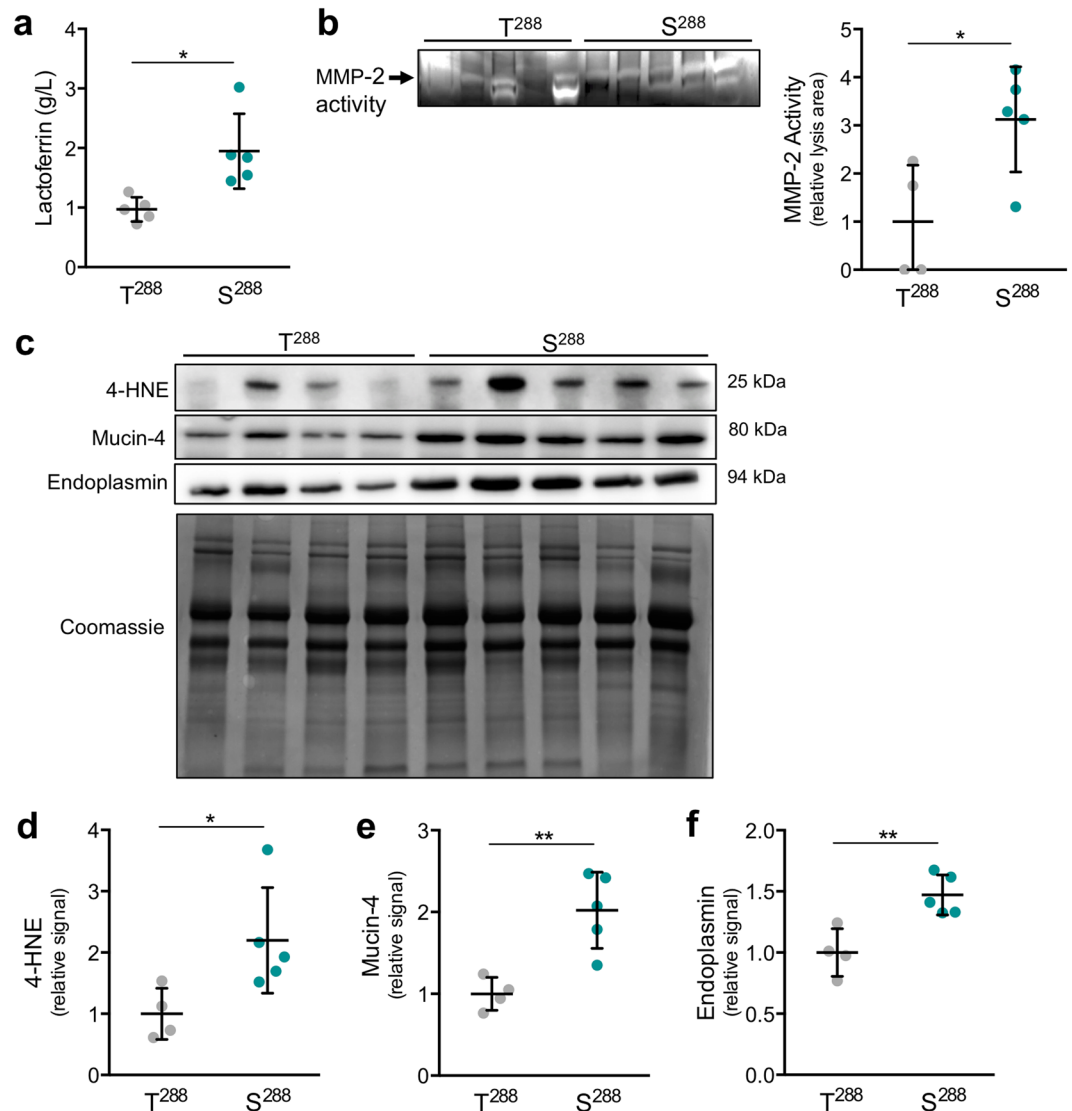 a
Lactoferrin (g/L)
4
3
2
1
0
*
T²⁸⁸
S²⁸⁸
b
T²⁸⁸
S²⁸⁸
MMP-2
activity
MMP-2 Activity
(relative lysis area)
5
4
3
2
1
0
*
T²⁸⁸
S²⁸⁸
c
T²⁸⁸
S²⁸⁸
4-HNE
25 kDa
Mucin-4
80 kDa
Endoplasmin
94 kDa
Coomassie
d
4-HNE
(relative signal)
4
3
2
1
0
*
T²⁸⁸
S²⁸⁸
e
Mucin-4
(relative signal)
3
2
1
0
**
T²⁸⁸
S²⁸⁸
f
Endoplasmin
(relative signal)
2.0
1.5
1.0
0.5
0.0
**
T²⁸⁸
S²⁸⁸